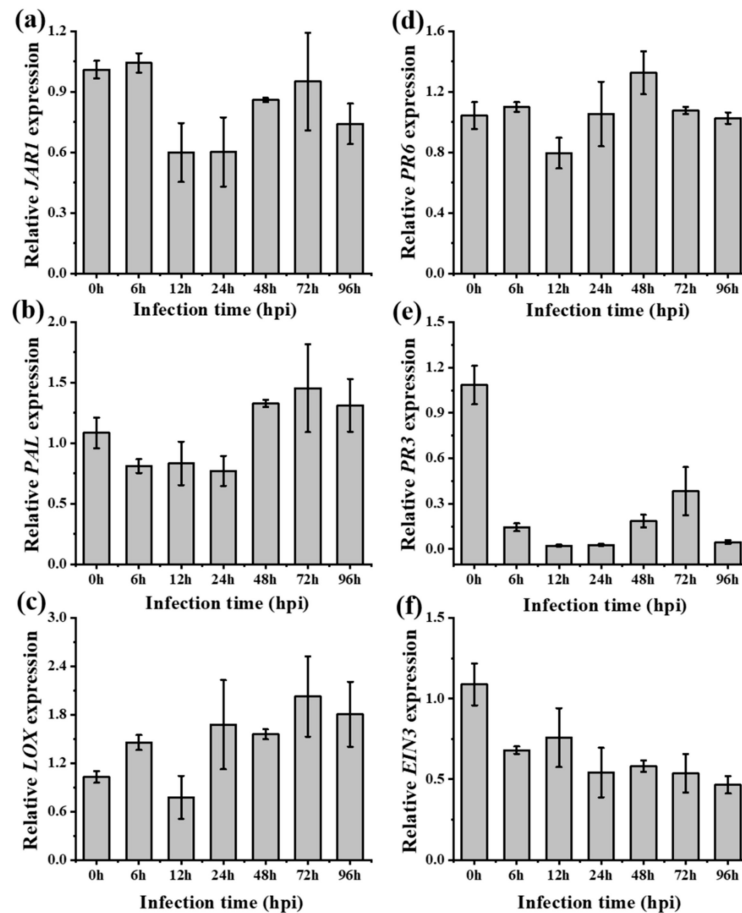 (a)
Relative JAR1 expression
1.2
0.9
0.6
0.3
0.0
0h 6h 12h 24h 48h 72h 96h
Infection time (hpi)
(b)
Relative PAL expression
2.0
1.5
1.0
0.5
0.0
0h 6h 12h 24h 48h 72h 96h
Infection time (hpi)
(c)
Relative LOX expression
3.0
2.4
1.8
1.2
0.6
0.0
0h 6h 12h 24h 48h 72h 96h
Infection time (hpi)
(d)
Relative PR6 expression
1.6
1.2
0.8
0.4
0.0
0h 6h 12h 24h 48h 72h 96h
Infection time (hpi)
(e)
Relative PR3 expression
1.5
1.2
0.9
0.6
0.3
0.0
0h 6h 12h 24h 48h 72h 96h
Infection time (hpi)
(f)
Relative EIN3 expression
1.5
1.0
0.5
0.0
0h 6h 12h 24h 48h 72h 96h
Infection time (hpi)